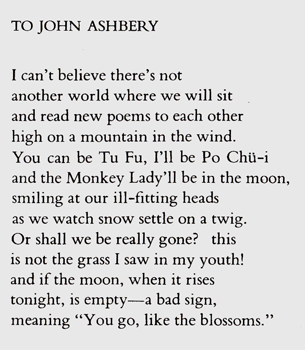 TO JOHN ASHBERY
I can't believe there's not
another world where we will sit
and read new poems to each other
high on a mountain in the wind.
You can be Tu Fu, I'll be Po Chü-i
and the Monkey Lady'll be in the moon,
smiling at our ill-fitting heads
as we watch snow settle on a twig.
Or shall we be really gone? this
is not the grass I saw in my youth!
and if the moon, when it rises
tonight, is empty—a bad sign,
meaning "You go, like the blossoms."